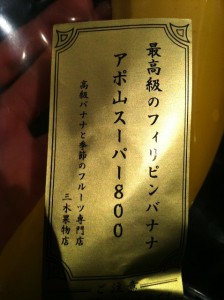 最高級のフィリピンバナナ
アポ山スーパー800
高級バナナと季節のフルーツ専門店
三木果物店